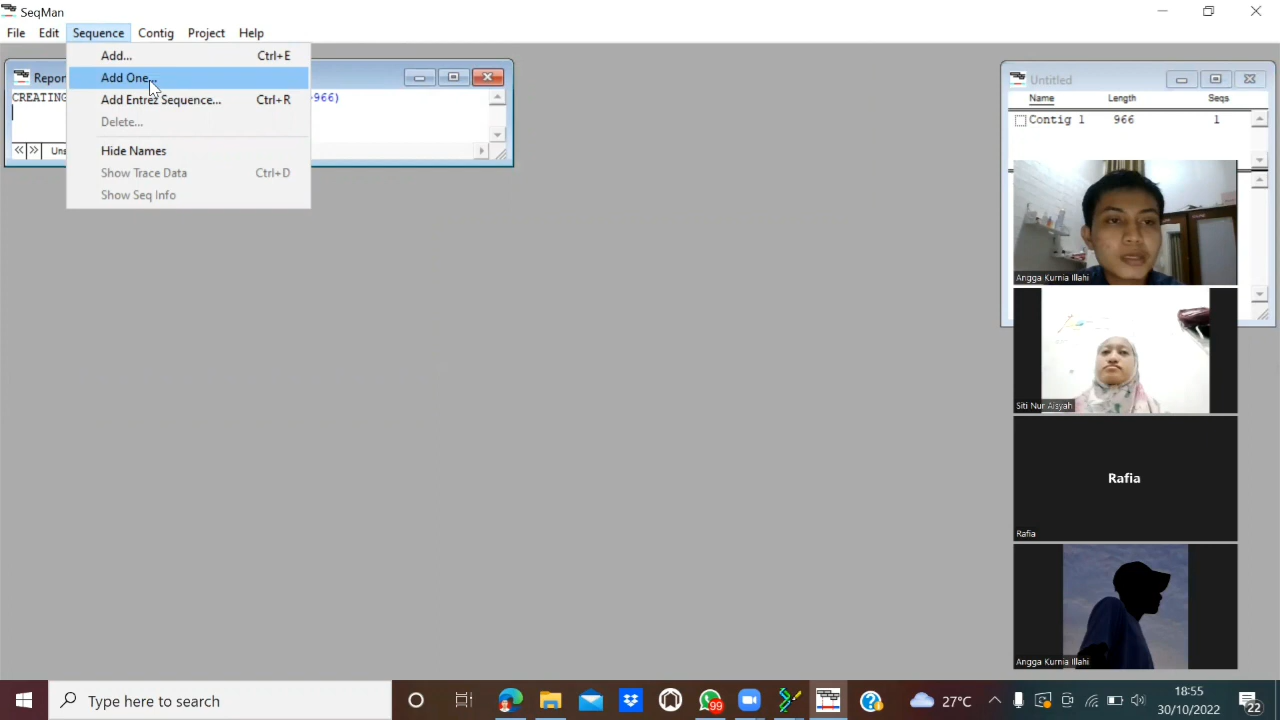 SeqMan
File Edit Sequence Contig Project Help
Add... Ctrl+E
Add One...
Add Entrez Sequence... Ctrl+R
Delete...
Hide Names
Show Trace Data Ctrl+D
Show Seq Info
Repor
CREATING 966)
Uns
Untitled
Name Length Seqs
Contig 1 966 1
Angga Kurnia Illahi
Siti Nur Aisyah
Rafia
Rafia
Angga Kurnia Illahi
Type here to search
99
27°C
18:55
30/10/2022
22